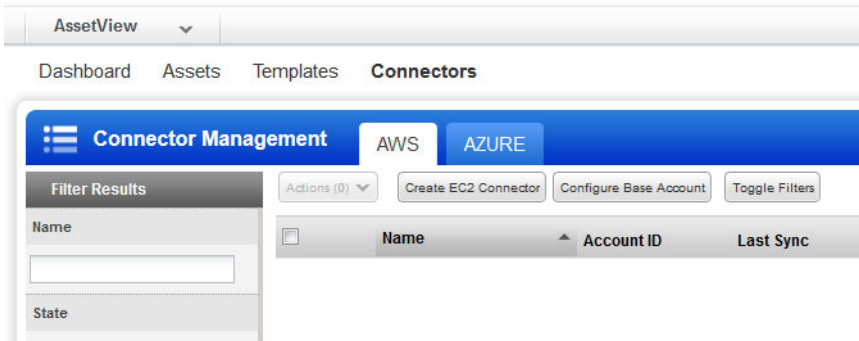 AssetView
Dashboard Assets Templates Connectors
Connector Management AWS AZURE
Filter Results Actions (0) Create EC2 Connector Configure Base Account Toggle Filters
Name
Name Account ID Last Sync
State